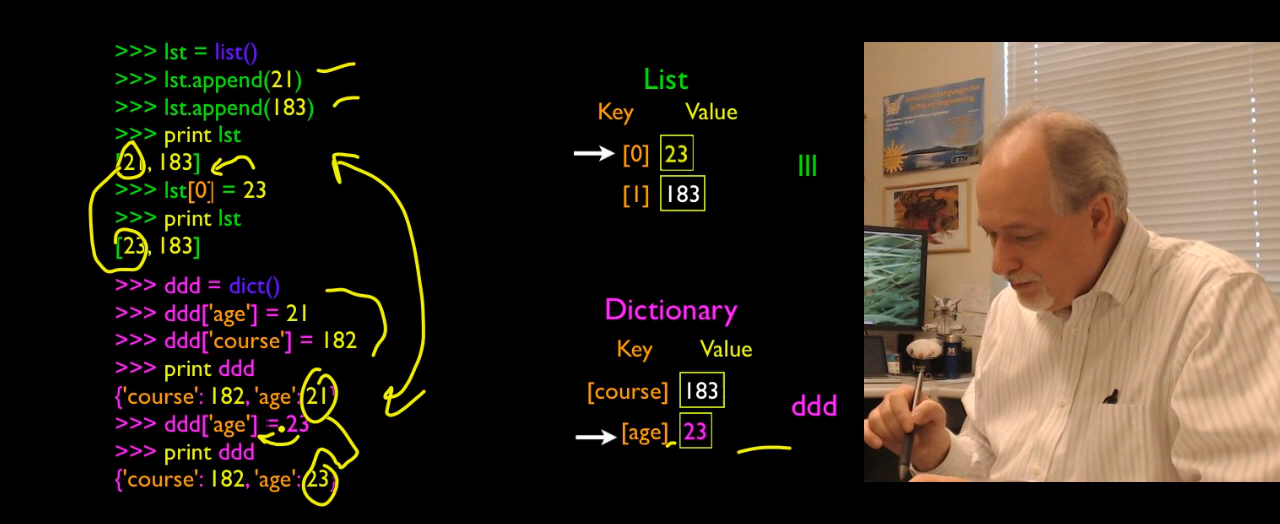 >>> lst = list()
>>> lst.append(21)
>>> lst.append(183)
>>> print lst
[21, 183]
>>> lst[0] = 23
>>> print lst
[23, 183]
>>> ddd = dict()
>>> ddd['age'] = 21
>>> ddd['course'] = 182
>>> print ddd
{'course': 182, 'age': 21}
>>> ddd['age'] = 23
>>> print ddd
{'course': 182, 'age': 23}
List
Key Value
[0] 23
[1] 183
lll
Dictionary
Key Value
[course] 183
[age] 23
ddd
Software Engineering
ETH